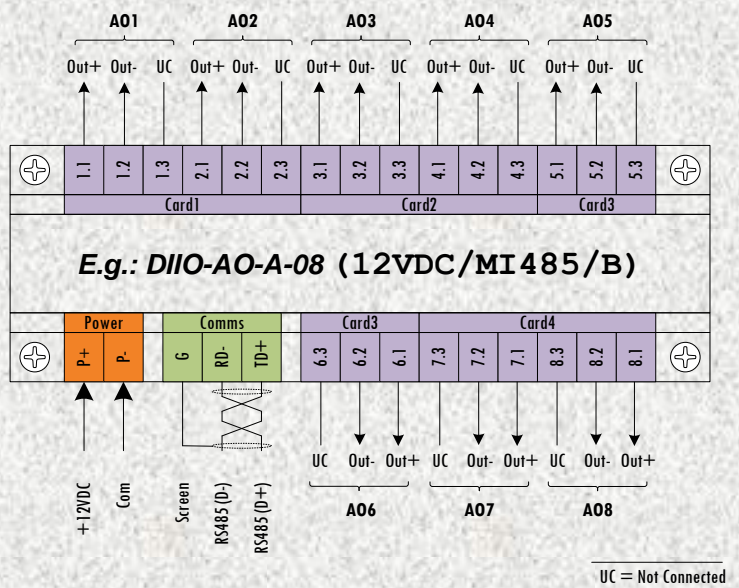 AO1 AO2 AO3 AO4 AO5
Out+ Out- UC Out+ Out- UC Out+ Out- UC Out+ Out- UC Out+ Out- UC
1.1 1.2 1.3 2.1 2.2 2.3 3.1 3.2 3.3 4.1 4.2 4.3 5.1 5.2 5.3
Card1 Card2 Card3
E.g.: DIIO-AO-A-08 (12VDC/MI485/B)
Power Comms Card3 Card4
P+ P- G RD- TD+ 6.3 6.2 6.1 7.3 7.2 7.1 8.3 8.2 8.1
UC Out- Out+ UC Out- Out+ UC Out- Out+
+12VDC Com Screen RS485(D-) RS485(D+)
AO6 AO7 AO8
UC = Not Connected